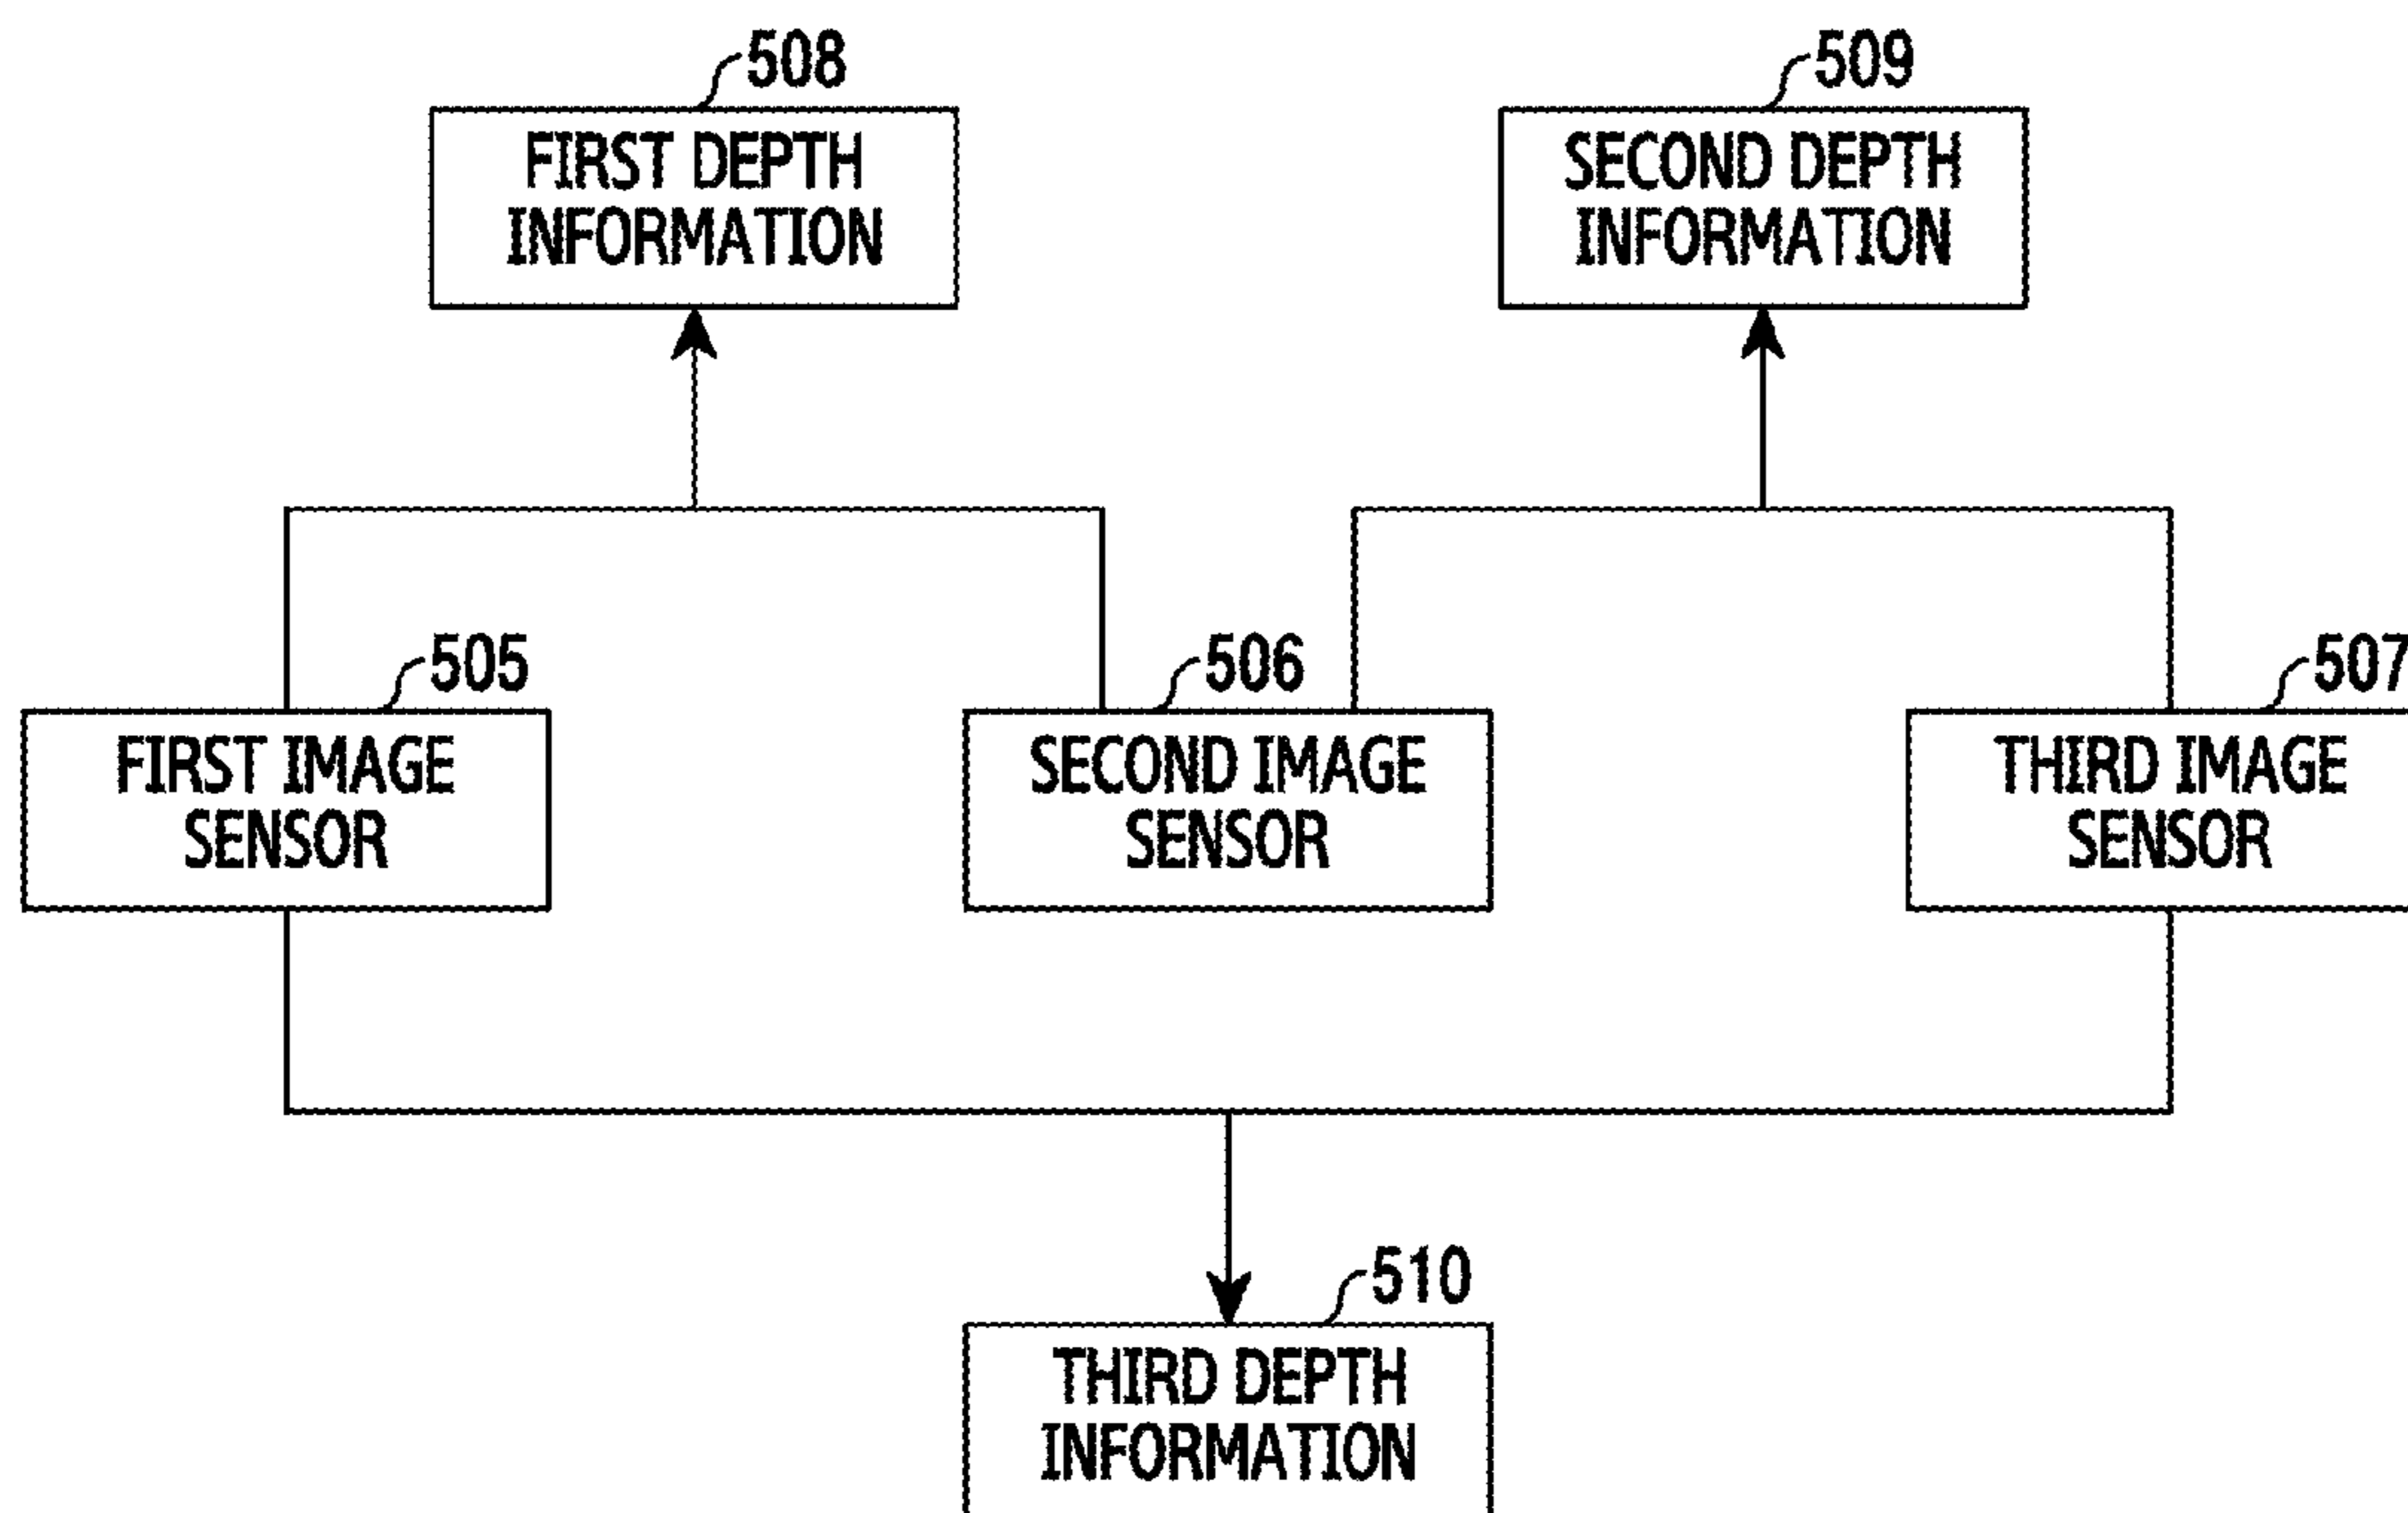 508
FIRST DEPTH
INFORMATION
509
SECOND DEPTH
INFORMATION
505
FIRST IMAGE
SENSOR
506
SECOND IMAGE
SENSOR
507
THIRD IMAGE
SENSOR
510
THIRD DEPTH
INFORMATION